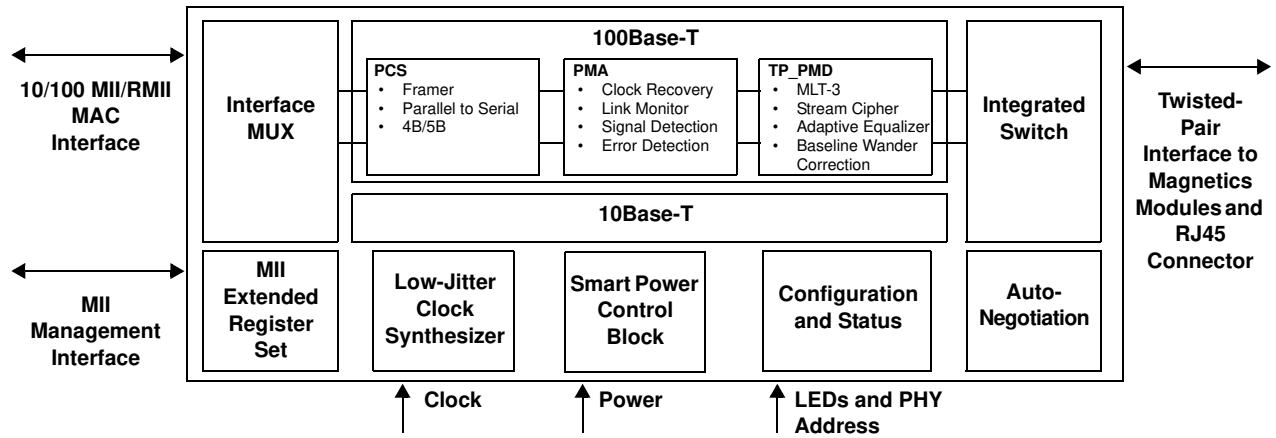 100Base-T
10/100 MII/RMII
MAC
Interface
Interface
MUX
PCS
• Framer
• Parallel to Serial
• 4B/5B
PMA
• Clock Recovery
• Link Monitor
• Signal Detection
• Error Detection
TP_PMD
• MLT-3
• Stream Cipher
• Adaptive Equalizer
• Baseline Wander
Correction
Integrated
Switch
Twisted-
Pair
Interface to
Magnetics
Modules and
RJ45
Connector
10Base-T
MII
Management
Interface
MII
Extended
Register
Set
Low-Jitter
Clock
Synthesizer
Smart Power
Control
Block
Configuration
and Status
Auto-
Negotiation
Clock
Power
LEDs and PHY
Address